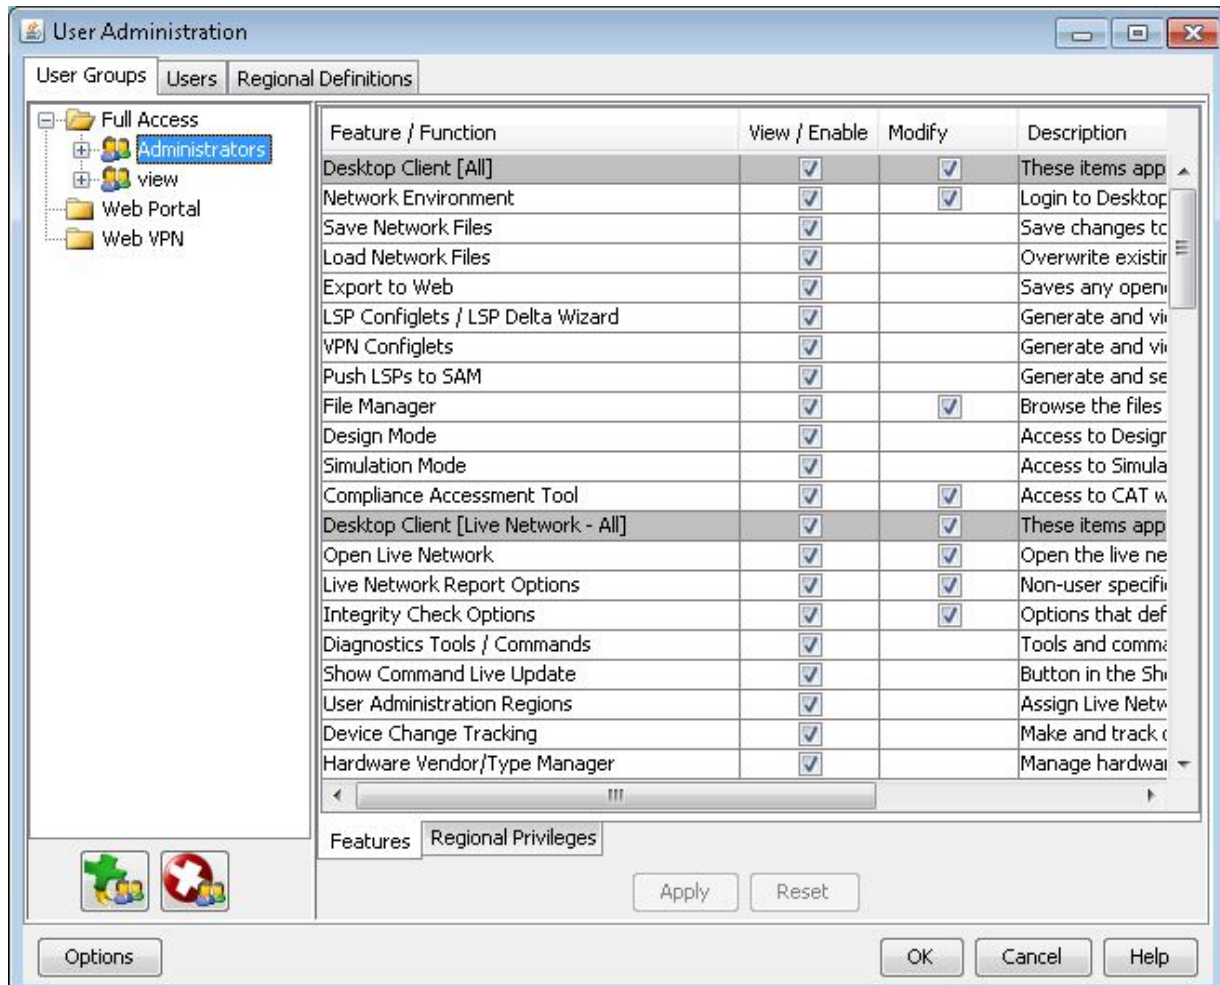 User Administration
User Groups Users Regional Definitions
Full Access
Administrators
view
Web Portal
Web VPN
Feature / Function View / Enable Modify Description
Desktop Client [All] These items app
Network Environment Login to Desktop
Save Network Files Save changes to
Load Network Files Overwrite existin
Export to Web Saves any open
LSP Configlets / LSP Delta Wizard Generate and vi
VPN Configlets Generate and vi
Push LSPs to SAM Generate and se
File Manager Browse the files
Design Mode Access to Design
Simulation Mode Access to Simula
Compliance Accessment Tool Access to CAT w
Desktop Client [Live Network - All] These items app
Open Live Network Open the live ne
Live Network Report Options Non-user specifi
Integrity Check Options Options that def
Diagnostics Tools / Commands Tools and comma
Show Command Live Update Button in the Sho
User Administration Regions Assign Live Netw
Device Change Tracking Make and track
Hardware Vendor/Type Manager Manage hardwar
Features Regional Privileges
Apply Reset
Options OK Cancel Help